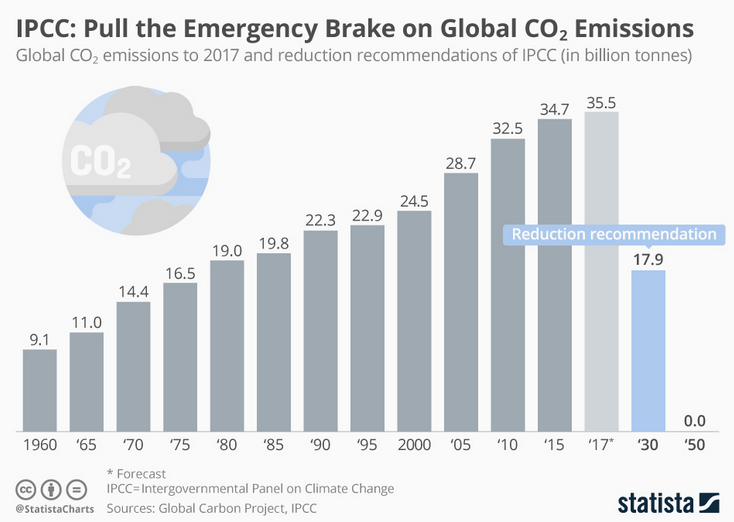 IPCC: Pull the Emergency Brake on Global CO₂ Emissions
Global CO₂ emissions to 2017 and reduction recommendations of IPCC (in billion tonnes)
CO₂
9.1
11.0
14.4
16.5
19.0
19.8
22.3
22.9
24.5
28.7
32.5
34.7
35.5
Reduction recommendation
17.9
0.0
1960 ‘65 ‘70 ‘75 ‘80 ‘85 ‘90 ‘95 2000 ‘05 ‘10 ‘15 ‘17* ‘30 ‘50
* Forecast
IPCC=Intergovernmental Panel on Climate Change
Sources: Global Carbon Project, IPCC
cc
@StatistaCharts
statista